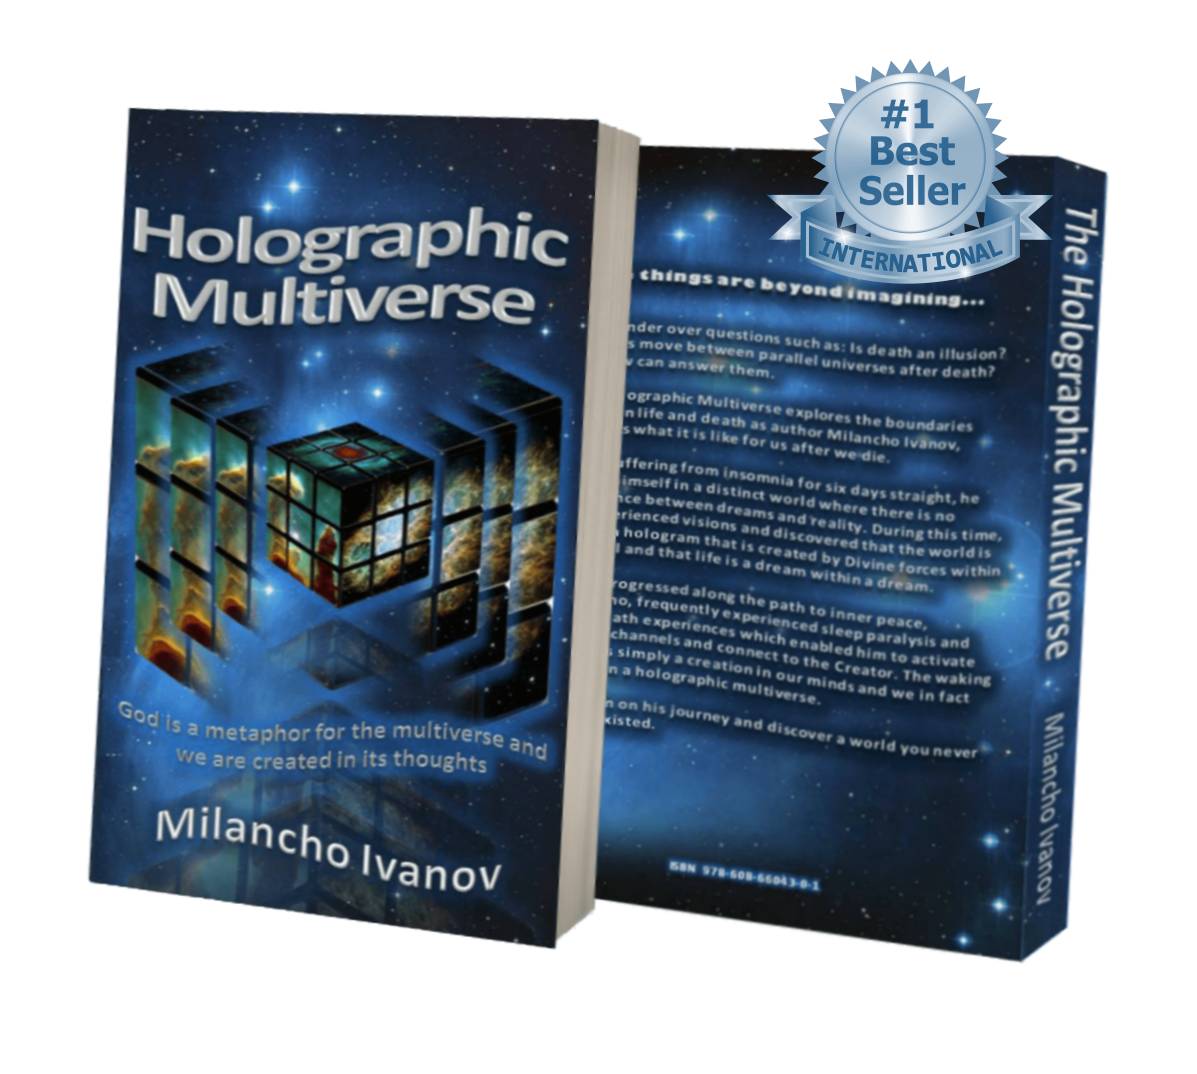 Holographic
Multiverse
God is a metaphor for the multiverse and
we are created in its thoughts
Milancho Ivanov
#1
Best
Seller
INTERNATIONAL
things are beyond imagining...
nder over questions such as: Is death an illusion?
s move between parallel universes after death?
can answer them.
ographic Multiverse explores the boundaries
n life and death as author Milancho Ivanov,
s what it is like for us after we die.
uffering from insomnia for six days straight, he
imself in a distinct world where there is no
nce between dreams and reality. During this time,
erienced visions and discovered that the world is
a hologram that is created by Divine forces within
and that life is a dream within a dream.
rogressed along the path to inner peace,
no, frequently experienced sleep paralysis and
ath experiences which enabled him to activate
channels and connect to the Creator. The waking
s simply a creation in our minds and we in fact
n a holographic multiverse.
n on his journey and discover a world you never
xisted.
ISBN 978-608-66043-0-1
The Holographic Multiverse
Milancho Ivanov